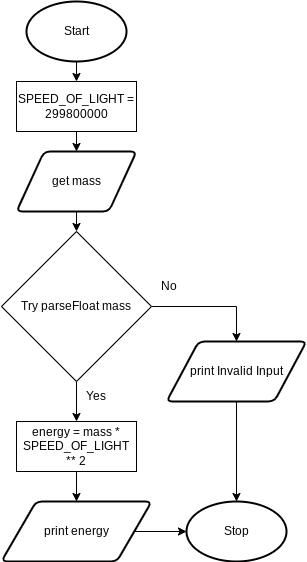 Start
SPEED_OF_LIGHT =
299800000
get mass
Try parseFloat mass
No
print Invalid Input
Yes
energy = mass *
SPEED_OF_LIGHT
** 2
print energy
Stop